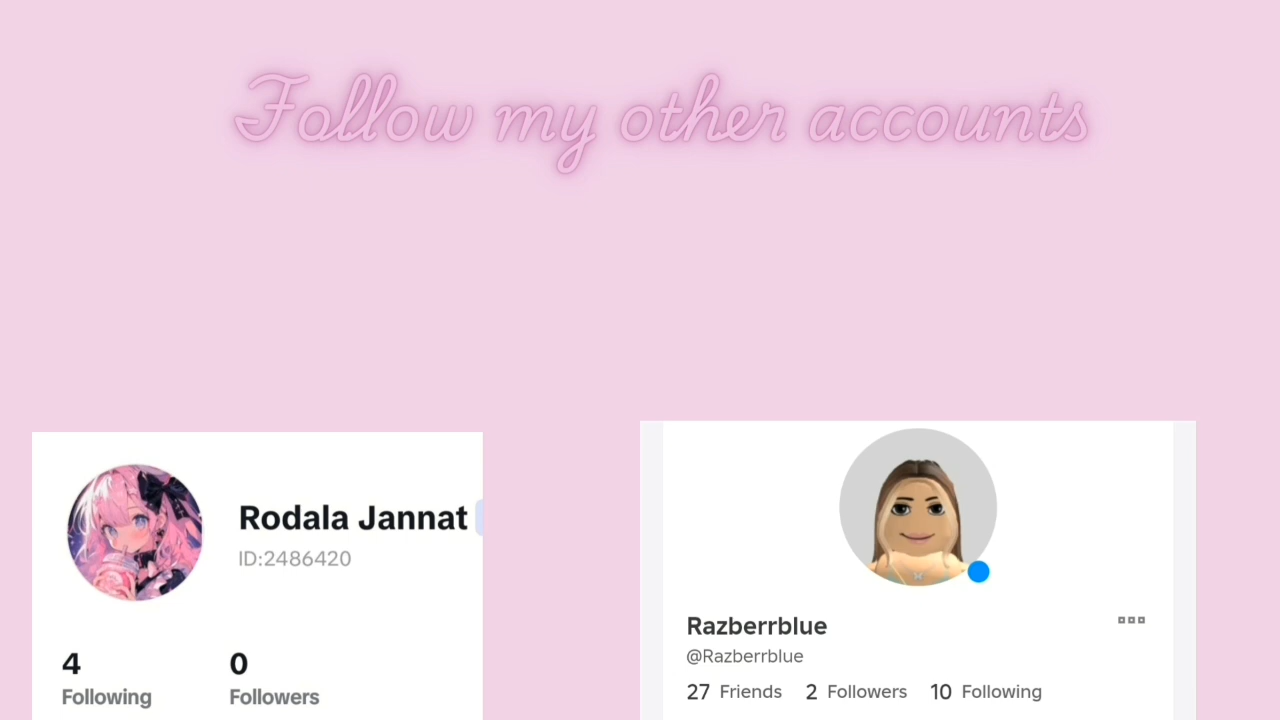 Follow my other accounts
Rodala Jannat
ID:2486420
4 0
Following Followers
Razberrblue
@Razberrblue
27 Friends 2 Followers 10 Following